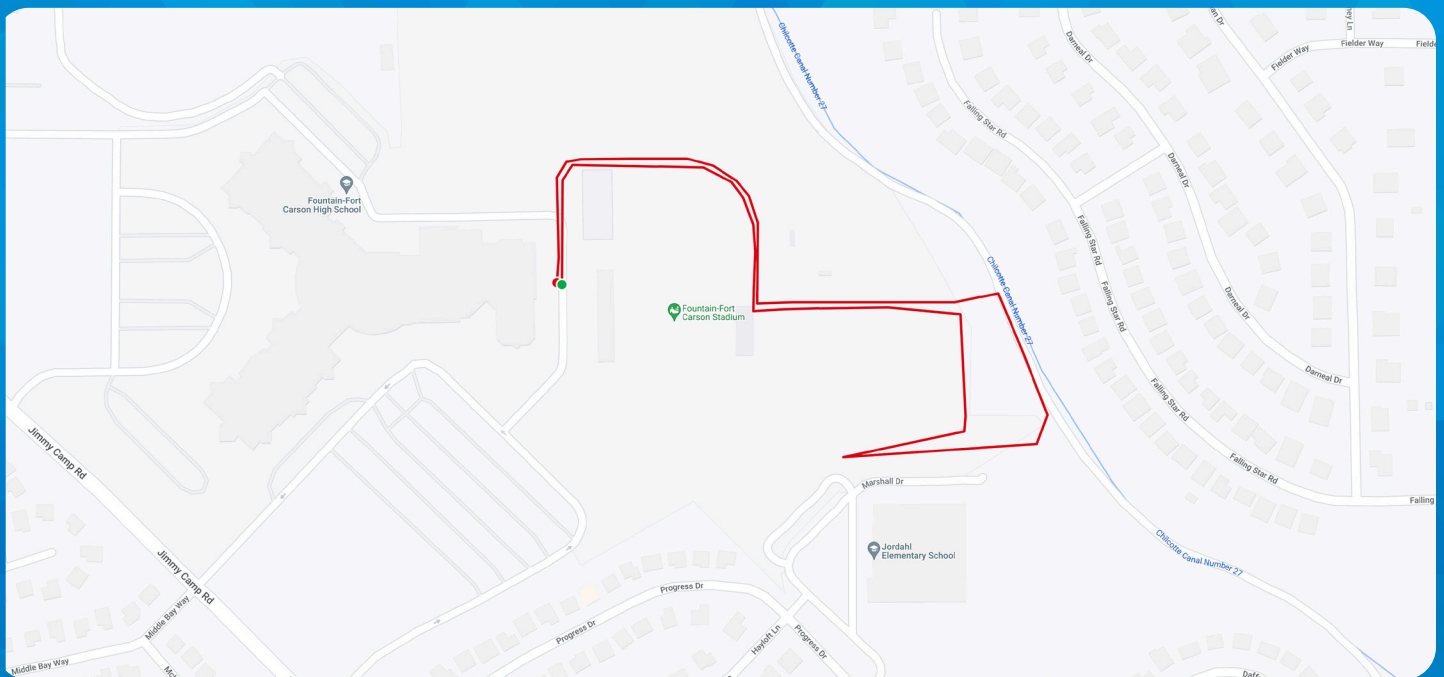 Chilcotte Canal Number 27
Darneal Dr
Fielder Way
Fielder Way
Falling Star Rd
Darneal Dr
Fountain-Fort
Carson High School
Falling Star Rd
Chilcotte Canal Number 27
Falling Star Rd
Darneal Dr
Fountain-Fort
Carson Stadium
Darneal Dr
Falling Star Rd
Jimmy Camp Rd
Falling Star Rd
Marshall Dr
Falling
Jordahl
Elementary School
Chilcotte Canal Number 27
Jimmy Camp Rd
Progress Dr
Middle Bay Way
Progress Dr
Hayloft Ln
Progress Dr
Middle Bay Way